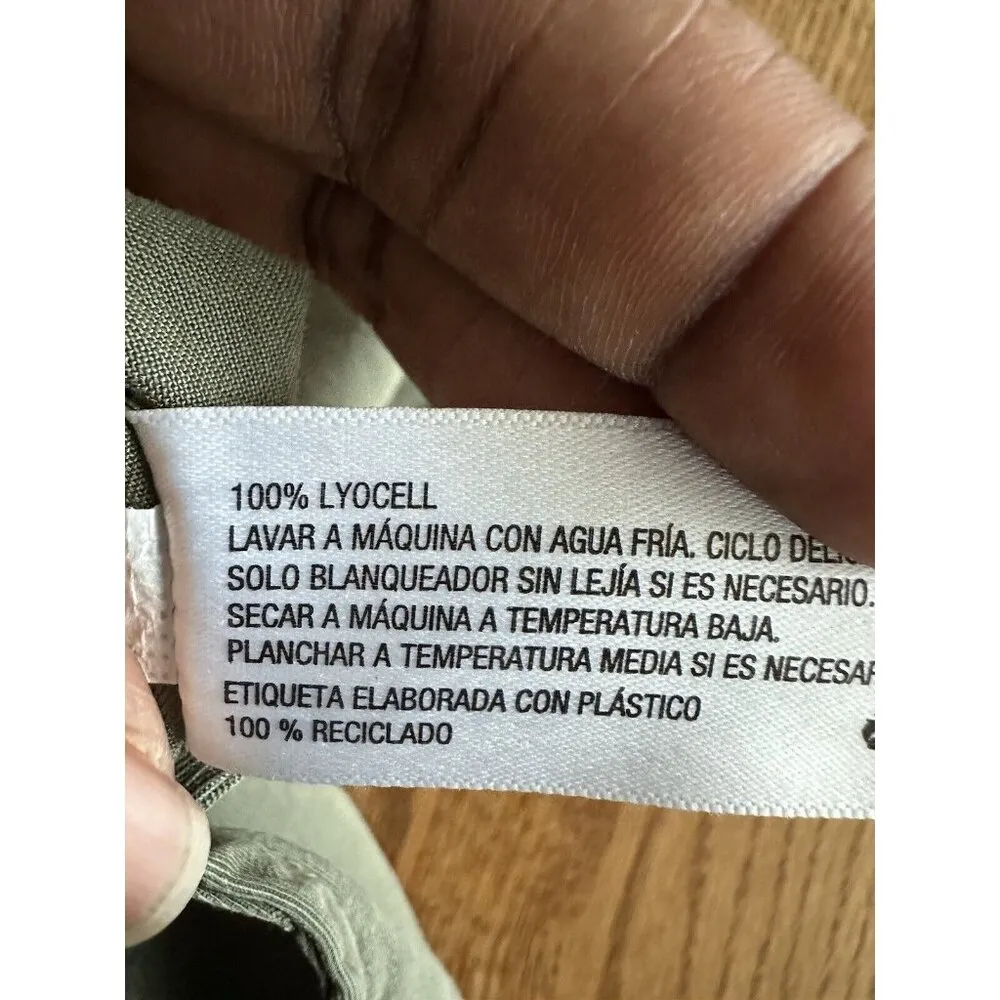 100% LYOCELL
LAVAR A MÁQUINA CON AGUA FRÍA. CICLO
SOLO BLANQUEADOR SIN LEJÍA SI ES NECESARIO.
SECAR A MÁQUINA A TEMPERATURA BAJA.
PLANCHAR A TEMPERATURA MEDIA SI ES
ETIQUETA ELABORADA CON PLÁSTICO
100 % RECICLADO